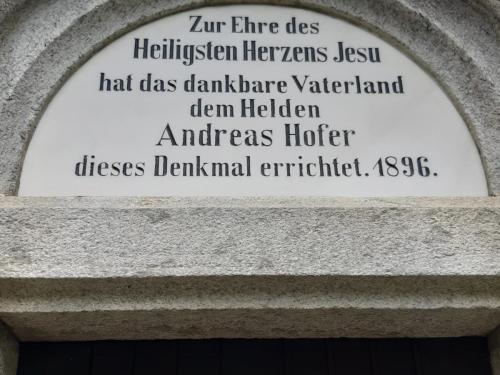 Zur Ehre des
Heiligsten Herzens Jesu
hat das dankbare Vaterland
dem Helden
Andreas Hofer
dieses Denkmal errichtet. 1896.